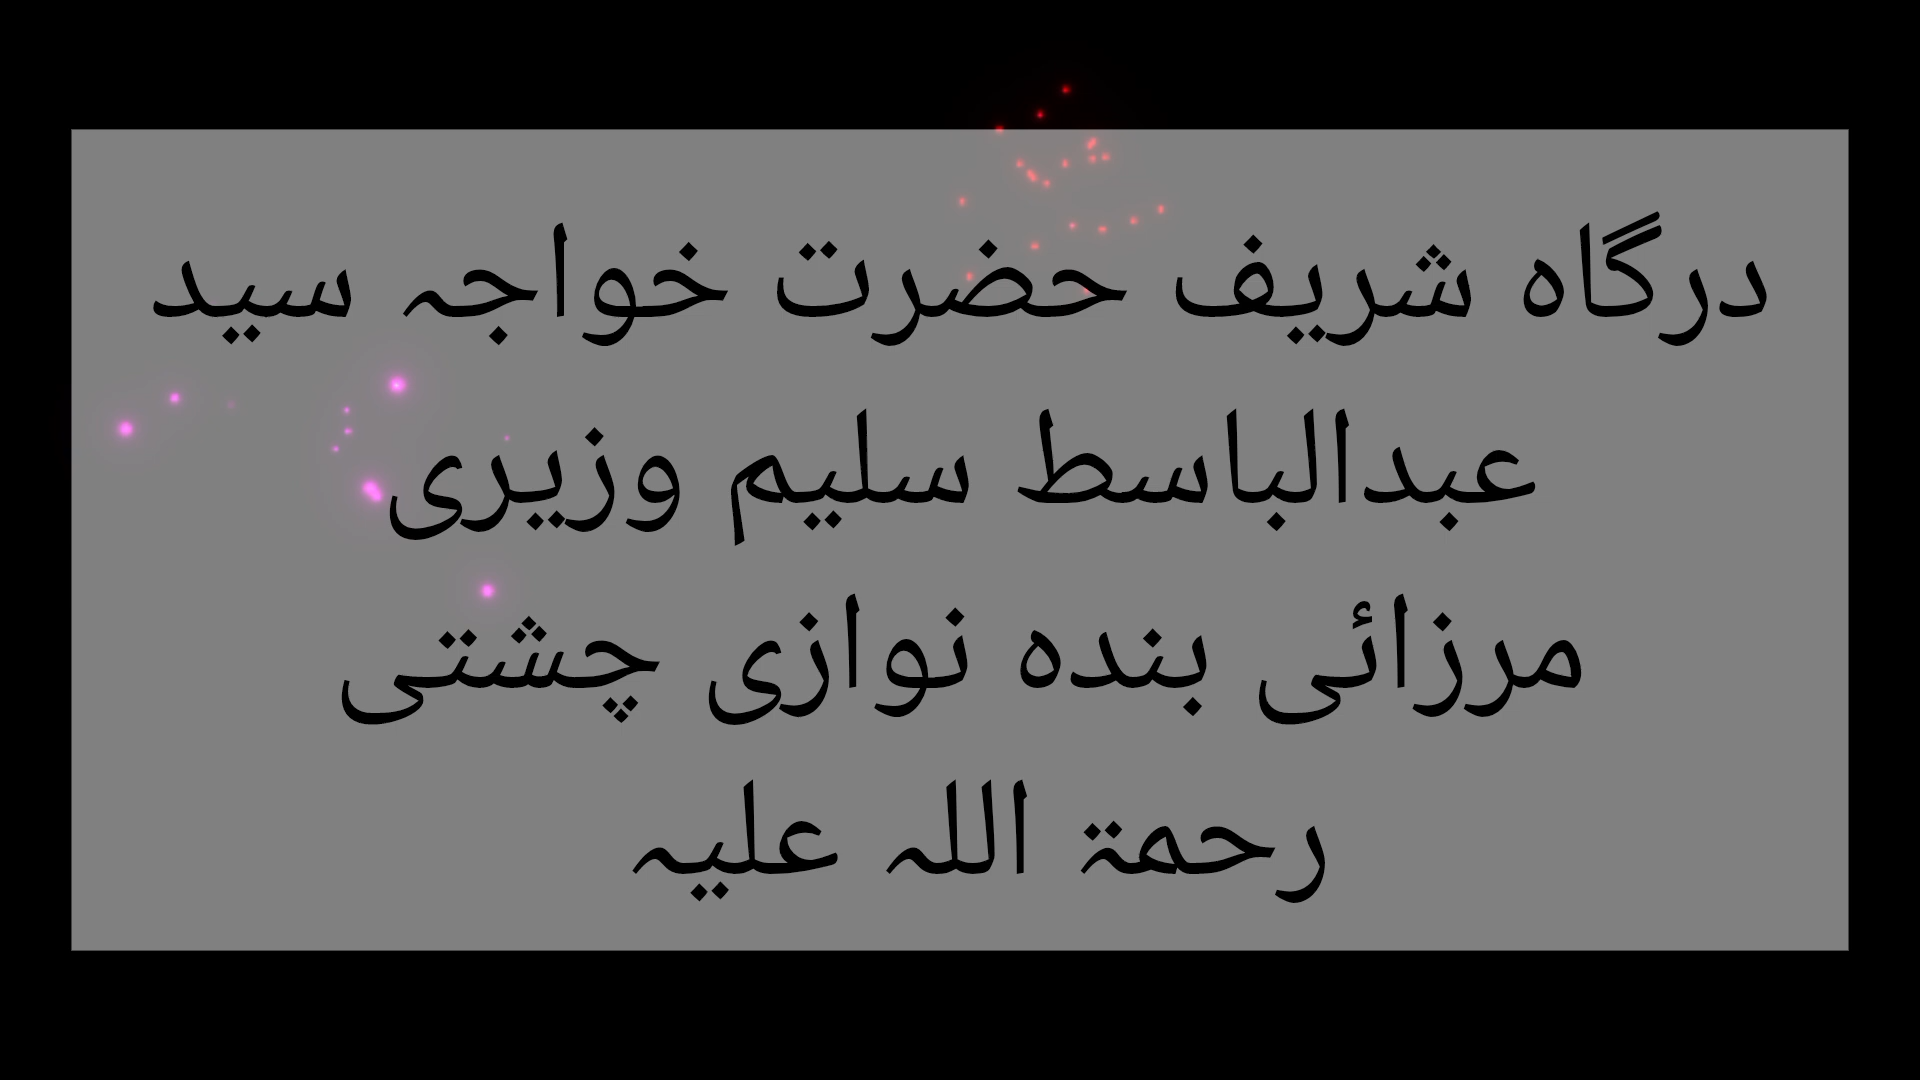 درگاہ شریف حضرت خواجہ سید
عبدالباسط سلیم وزیری
مرزائی بندہ نوازی چشتی
رحمۃ اللہ علیہ